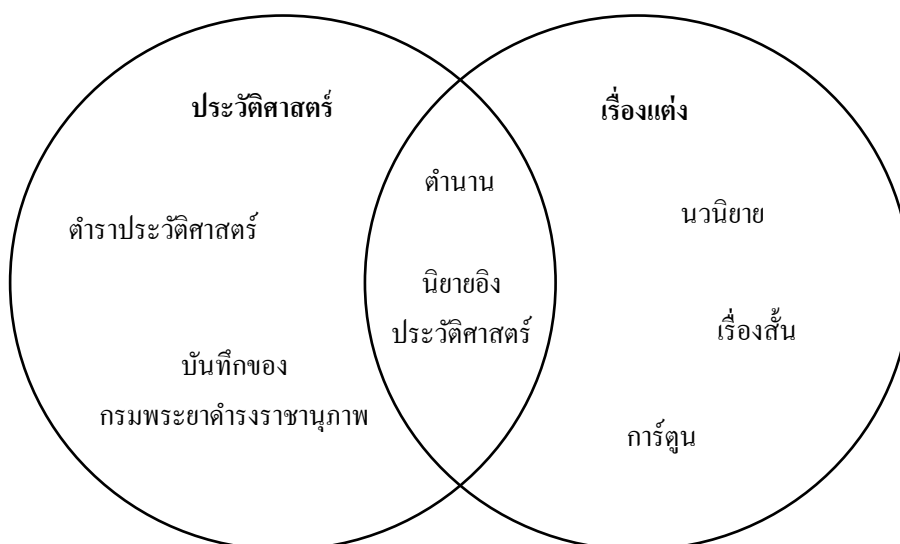 ประวัติศาสตร์
เรื่องแต่ง
ตำนาน
นวนิยาย
ตำราประวัติศาสตร์
นิยายอิง
ประวัติศาสตร์
เรื่องสั้น
บันทึกของ
กรมพระยาดำรงราชานุภาพ
การ์ตูน